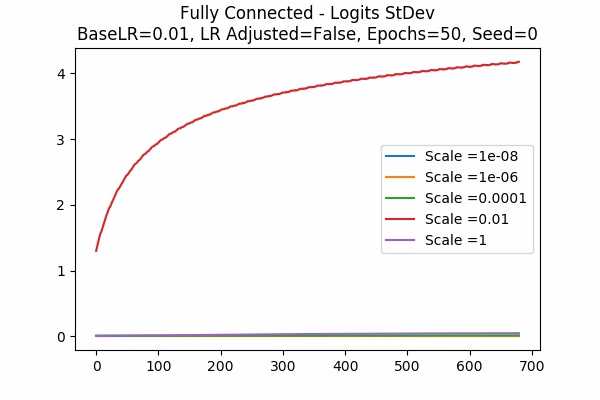 Fully Connected - Logits StDev
BaseLR=0.01, LR Adjusted=False, Epochs=50, Seed=0
4
3
2
1
0
Scale =1e-08
Scale =1e-06
Scale =0.0001
Scale =0.01
Scale =1
0 100 200 300 400 500 600 700